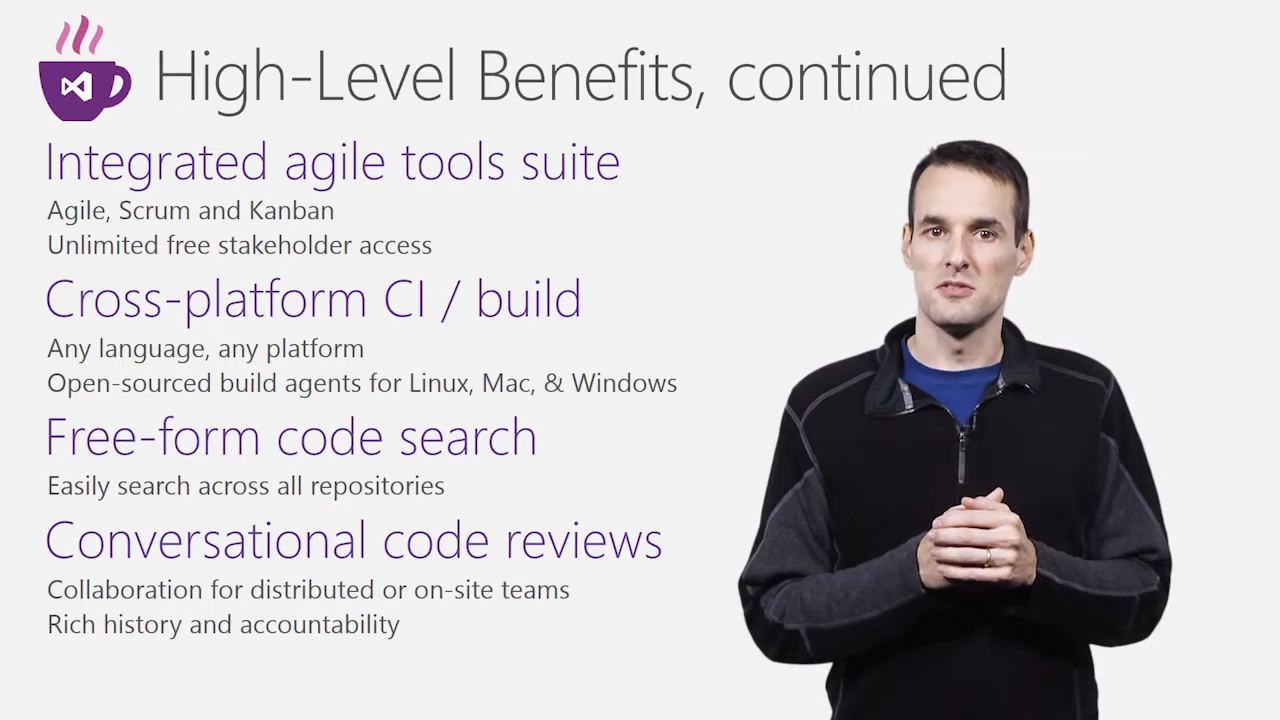 High-Level Benefits, continued
Integrated agile tools suite
Agile, Scrum and Kanban
Unlimited free stakeholder access
Cross-platform CI / build
Any language, any platform
Open-sourced build agents for Linux, Mac, & Windows
Free-form code search
Easily search across all repositories
Conversational code reviews
Collaboration for distributed or on-site teams
Rich history and accountability